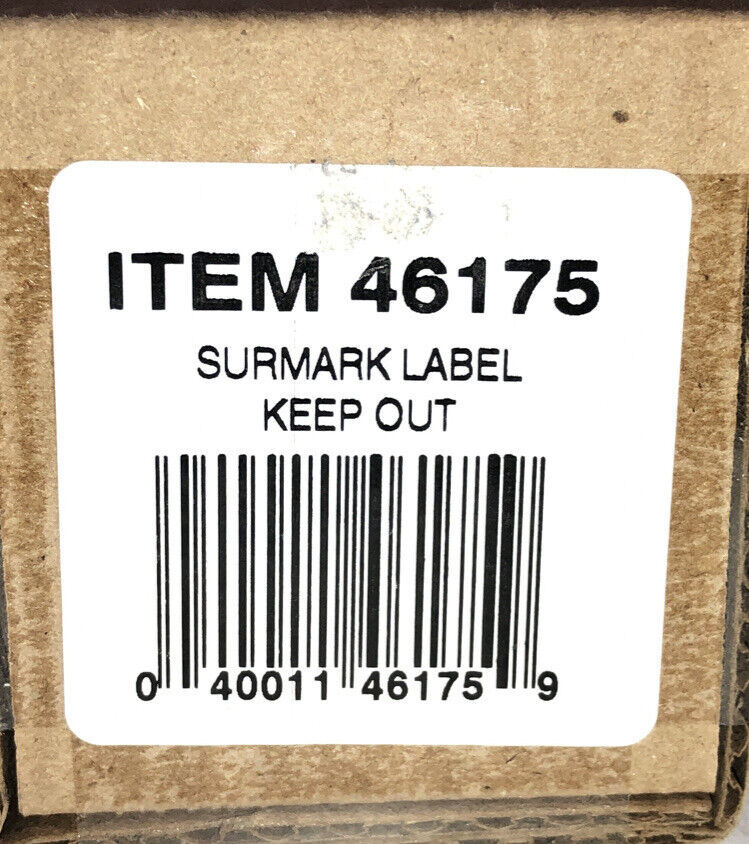 ITEM 46175
SURMARK LABEL
KEEP OUT
0 40011 46175 9